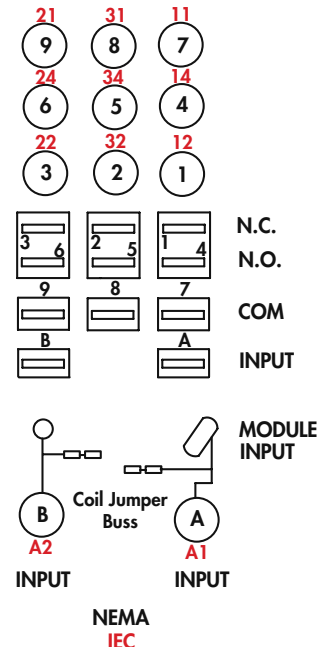 21 31 11
9 8 7
24 34 14
6 5 4
22 32 12
3 2 1
N.C.
3 6 2 5 1 4
N.O.
9 8 7
COM
B A
INPUT
MODULE
INPUT
Coil Jumper
Buss
B A
A2 A1
INPUT INPUT
NEMA
IEC